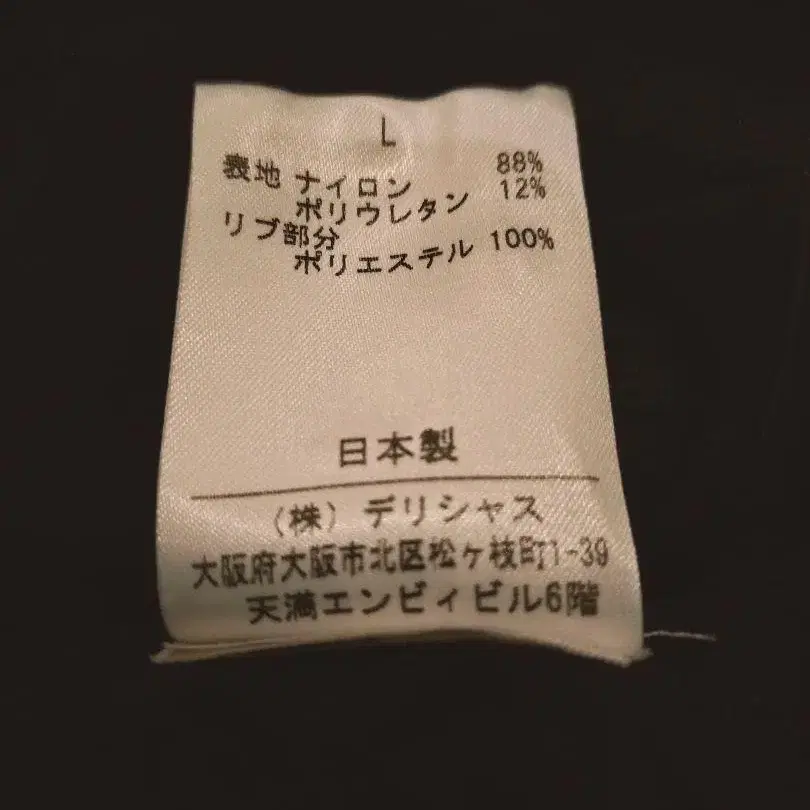 L
表地 ナイロン 88%
ポリウレタン 12%
リブ部分
ポリエステル 100%
日本製
(株) デリシャス
大阪府大阪市北区松ヶ枝町1-39
天満エンビィビル6階